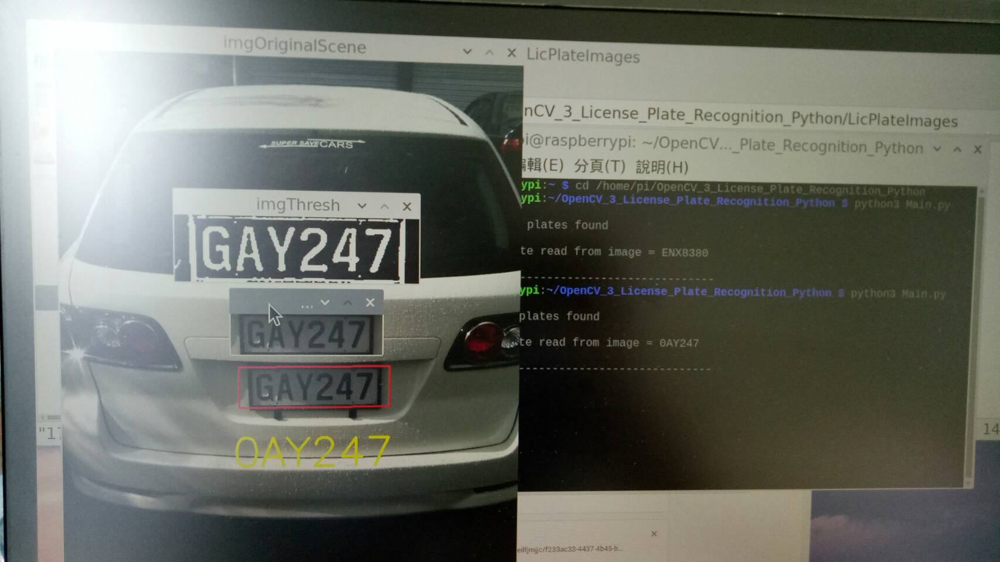 imgOriginalScene
LicPlateImages
nCV_3_License_Plate_Recognition_Python/LicPlateImages
i@raspberrypi: ~/OpenCV..._Plate_Recognition_Python
編輯(E) 分頁(T) 說明(H)
ypi:~ $ cd /home/pi/OpenCV_3_License_Plate_Recognition_Python
ypi:~/OpenCV_3_License_Plate_Recognition_Python $ python3 Main.py
plates found
te read from image = ENX8380
------------------------------
ypi:~/OpenCV_3_License_Plate_Recognition_Python $ python3 Main.py
plates found
te read from image = 0AY247
------------------------------
SUPER SAVE CARS
imgThresh
GAY247
...
GAY247
GAY247
0AY247
"17
14
eilfjmjjc/f233ac33-4437-4b45-b...